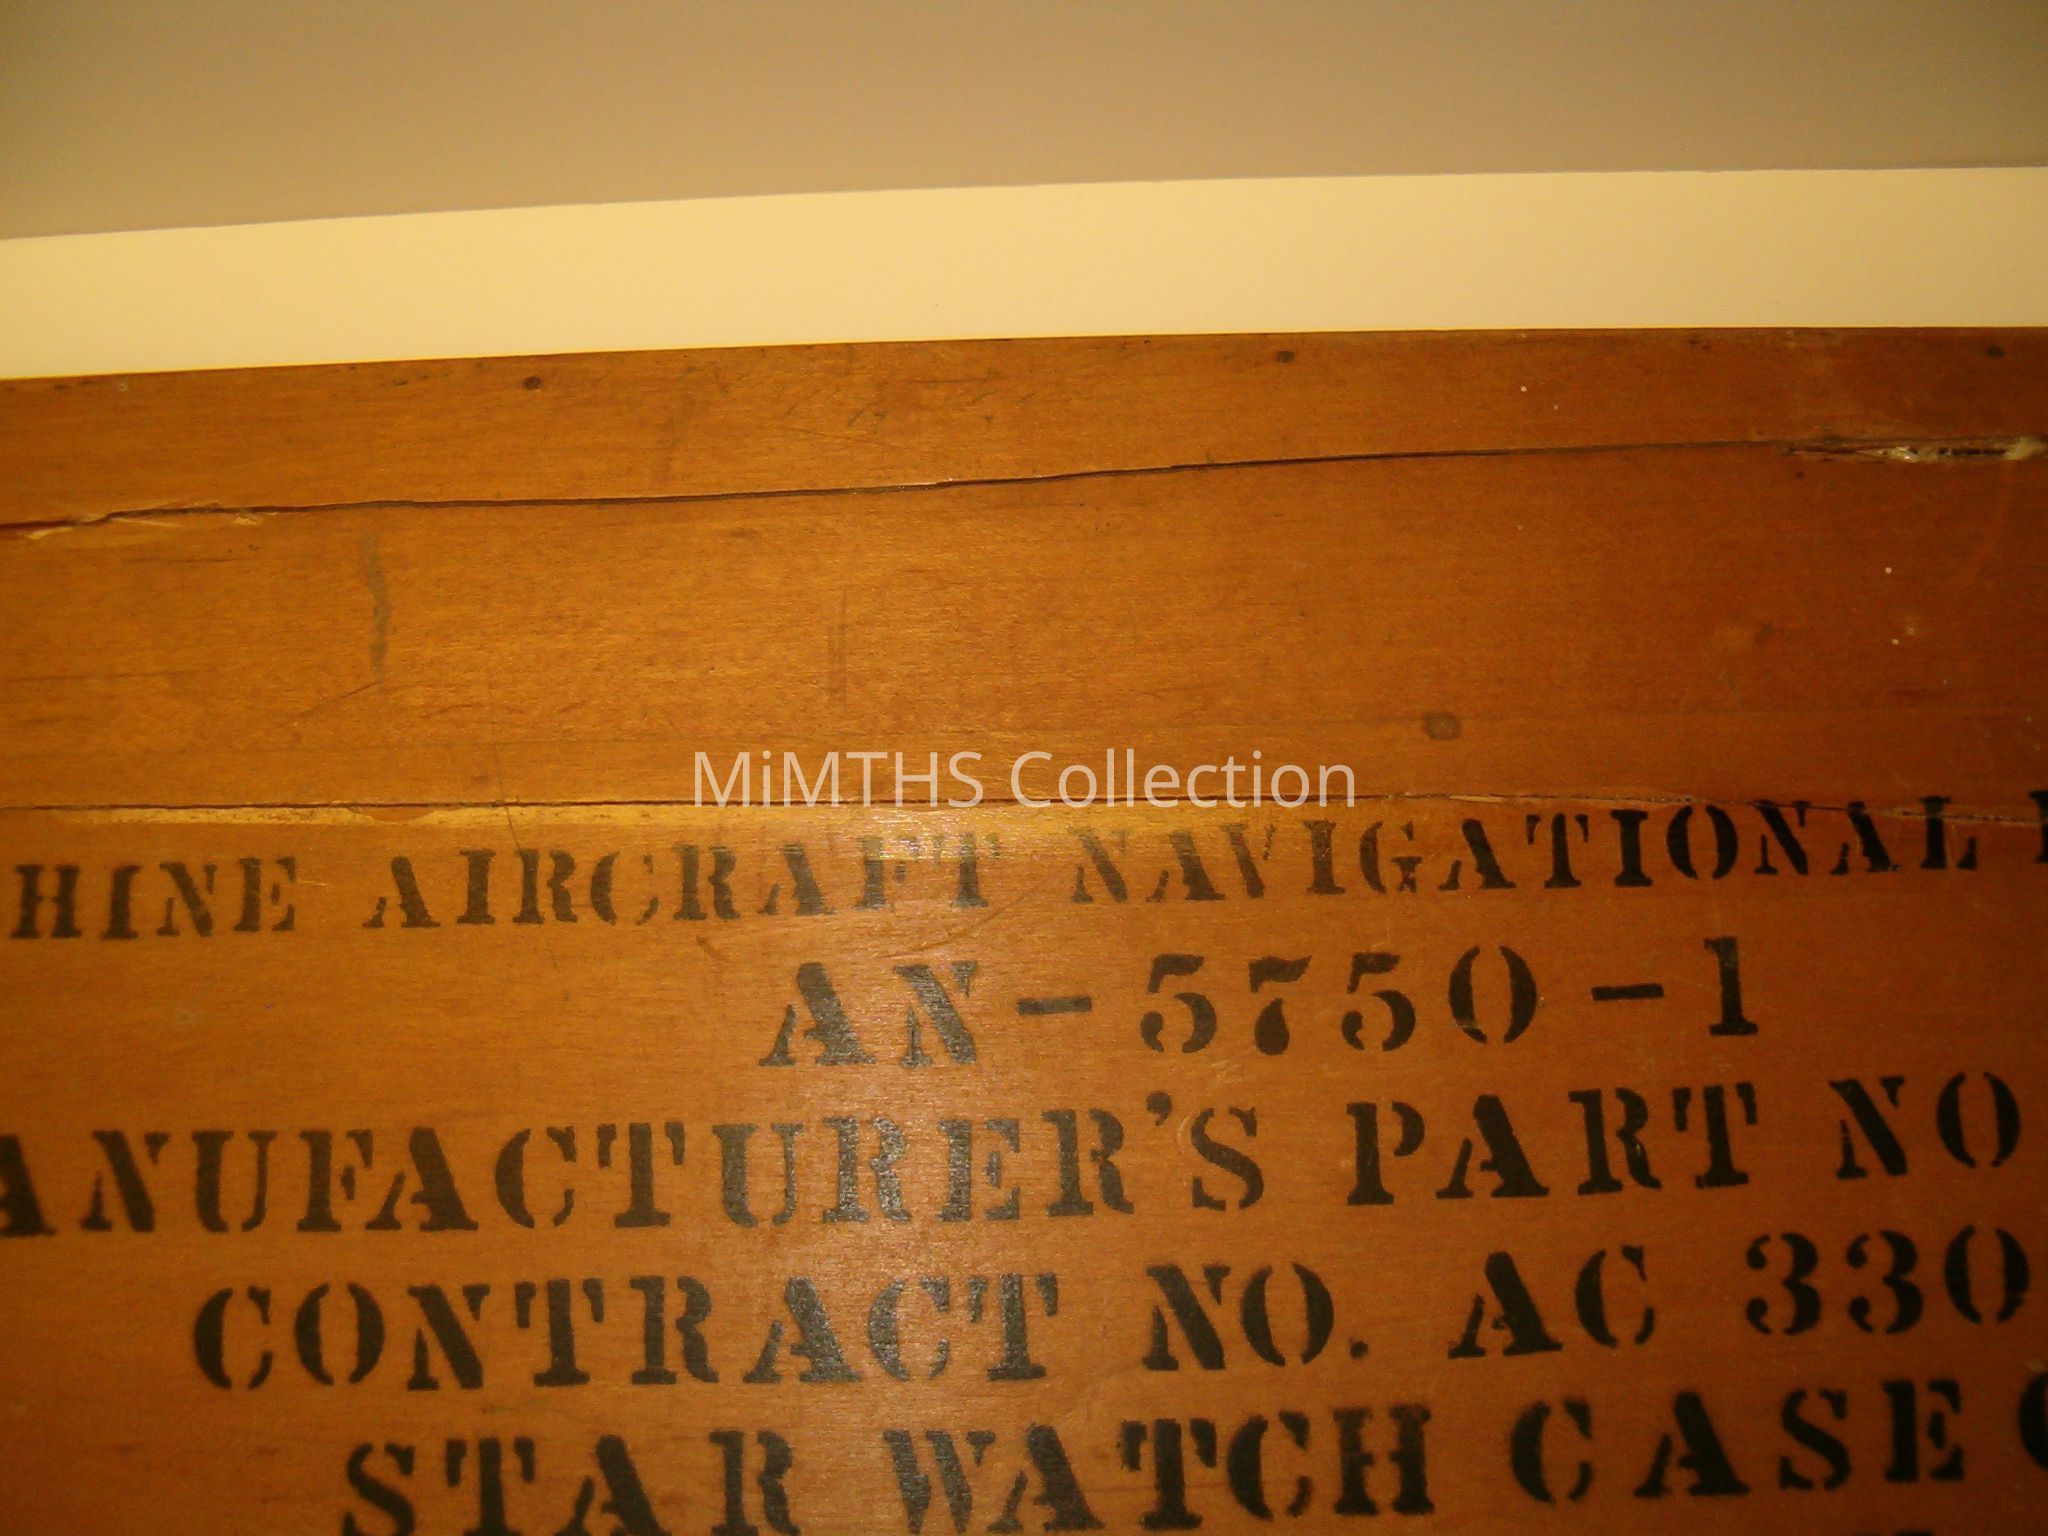 MiMTHS Collection
HINE AIRCRAFT NAVIGATIONAL
AN-5750-1
ANUFACTURER'S PART NO
CONTRACT NO. AC 330
STAR WATCH CASE